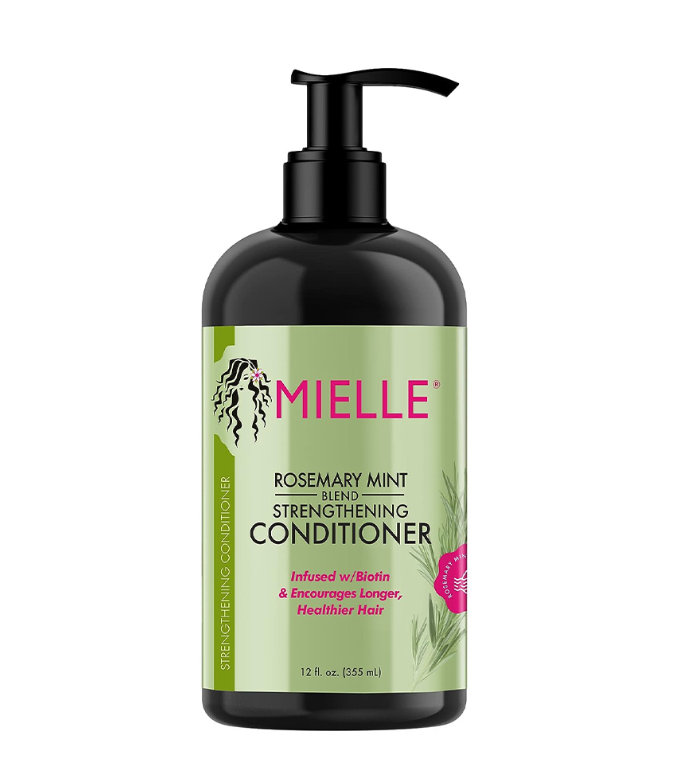 MIELLE®
ROSEMARY MINT
BLEND
STRENGTHENING
CONDITIONER
Infused w/Biotin
& Encourages Longer,
Healthier Hair
12 fl. oz. (355 mL)
STRENGTHENING CONDITIONER
ROSEMARY